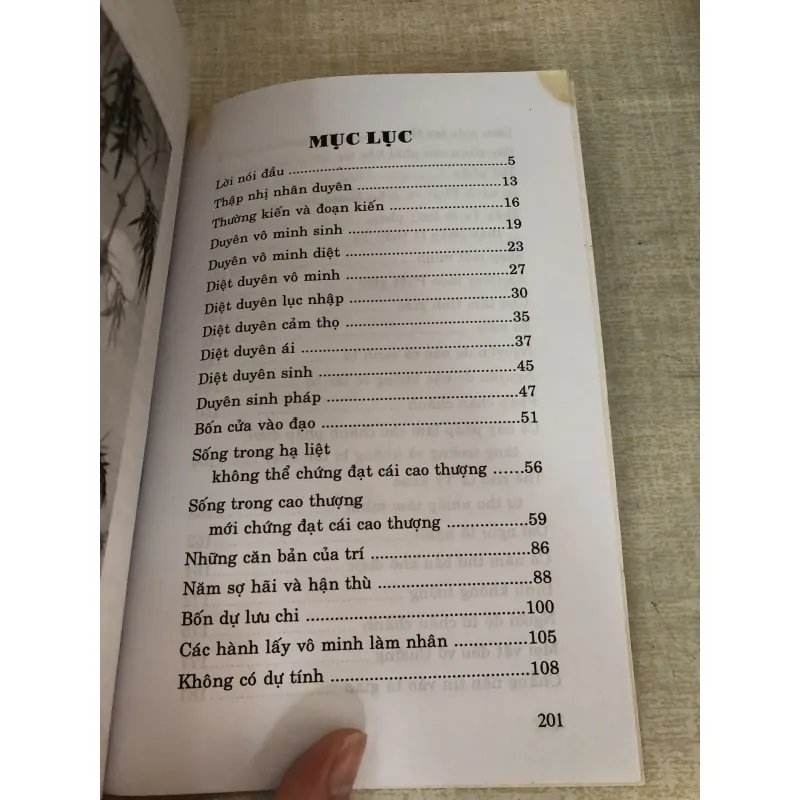 MỤC LỤC
Lời nói đầu ........................................................ 5
Thập nhị nhân duyên ................................... 13
Thường kiến và đoạn kiến ........................... 16
Duyên vô minh sinh ..................................... 19
Duyên vô minh diệt ..................................... 23
Diệt duyên vô minh ..................................... 27
Diệt duyên lục nhập ..................................... 30
Diệt duyên cảm thọ ..................................... 35
Diệt duyên ái ................................................ 37
Diệt duyên sinh ............................................ 45
Duyên sinh pháp .......................................... 47
Bốn cửa vào đạo ........................................... 51
Sống trong hạ liệt
không thể chứng đạt cái cao thượng ......56
Sống trong cao thượng
mới chứng đạt cái cao thượng ................59
Những căn bản của trí ................................86
Năm sợ hãi và hận thù ..............................88
Bốn dự lưu chi ............................................100
Các hành lấy vô minh làm nhân ..............105
Không có dự tính .......................................108
201